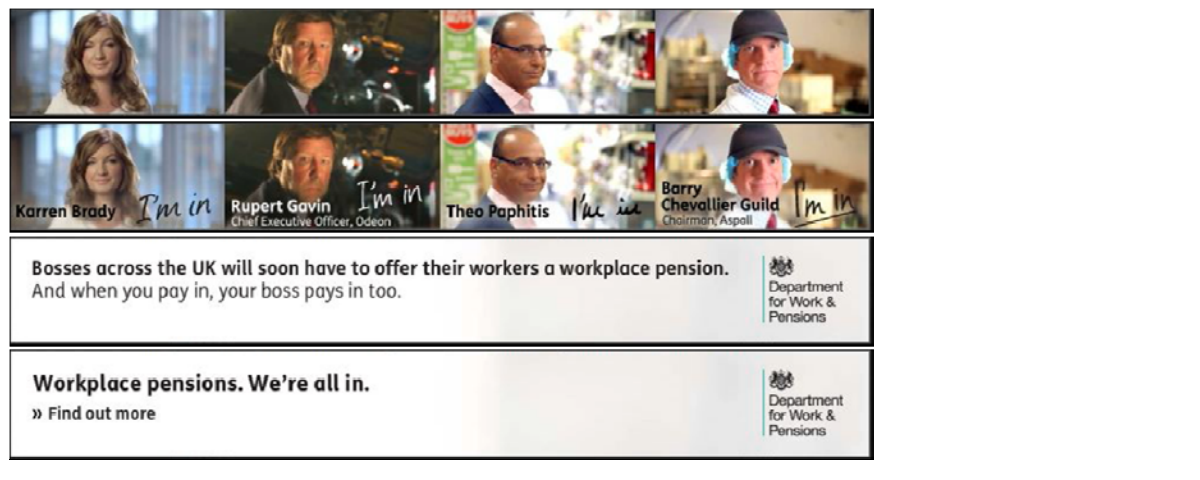 Karren Brady
I'm in
Rupert Gavin
Chief Executive Officer, Odeon
I'm in
Theo Paphitis
I'm in
Barry
Chevallier Guild
Chairman, Aspall
I'm in
Bosses across the UK will soon have to offer their workers a workplace pension.
And when you pay in, your boss pays in too.
Department
for Work &
Pensions
Workplace pensions. We're all in.
» Find out more
Department
for Work &
Pensions